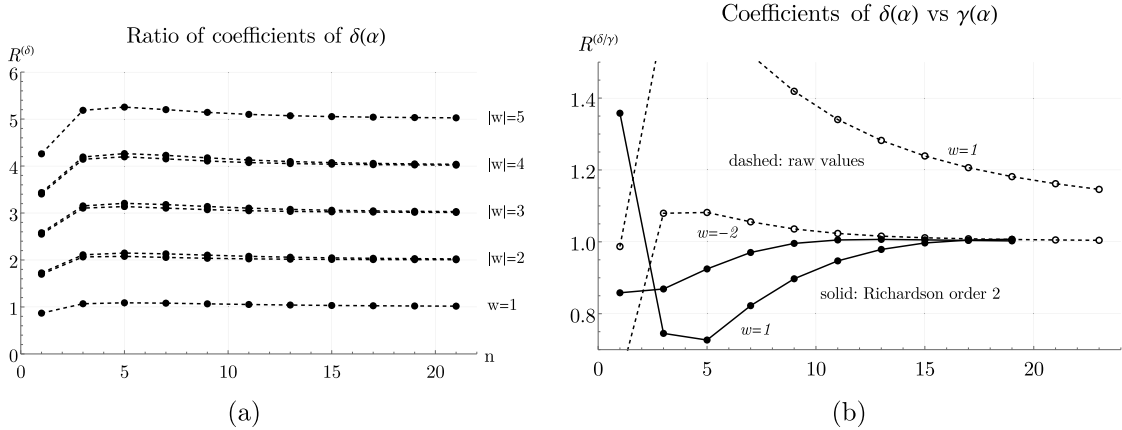 Ratio of coefficients of δ(α)
R^(δ)
6
5
4
3
2
1
0
0 5 10 15 20
n
|w|=5
|w|=4
|w|=3
|w|=2
w=1
(a)
Coefficients of δ(α) vs γ(α)
R^(δ/γ)
1.4
1.2
1.0
0.8
0 5 10 15 20
w=1
dashed: raw values
w=−2
solid: Richardson order 2
w=1
(b)